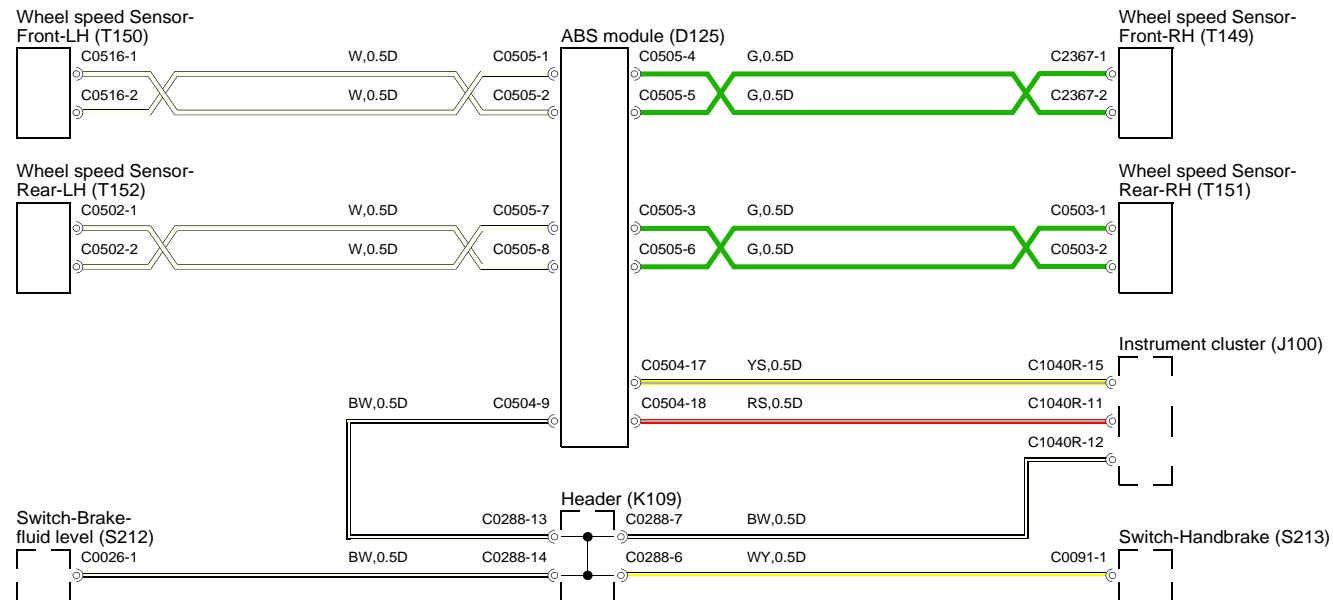 Wheel speed Sensor-
Front-LH (T150)
C0516-1
W,0.5D
C0505-1
C0516-2
W,0.5D
C0505-2
ABS module (D125)
C0505-4
G,0.5D
C2367-1
C0505-5
G,0.5D
C2367-2
Wheel speed Sensor-
Front-RH (T149)
Wheel speed Sensor-
Rear-LH (T152)
C0502-1
W,0.5D
C0505-7
C0502-2
W,0.5D
C0505-8
C0505-3
G,0.5D
C0503-1
C0505-6
G,0.5D
C0503-2
Wheel speed Sensor-
Rear-RH (T151)
Instrument cluster (J100)
C0504-17
YS,0.5D
C1040R-15
BW,0.5D
C0504-9
C0504-18
RS,0.5D
C1040R-11
C1040R-12
Header (K109)
C0288-13
C0288-7
BW,0.5D
Switch-Brake-
fluid level (S212)
C0026-1
BW,0.5D
C0288-14
C0288-6
WY,0.5D
C0091-1
Switch-Handbrake (S213)